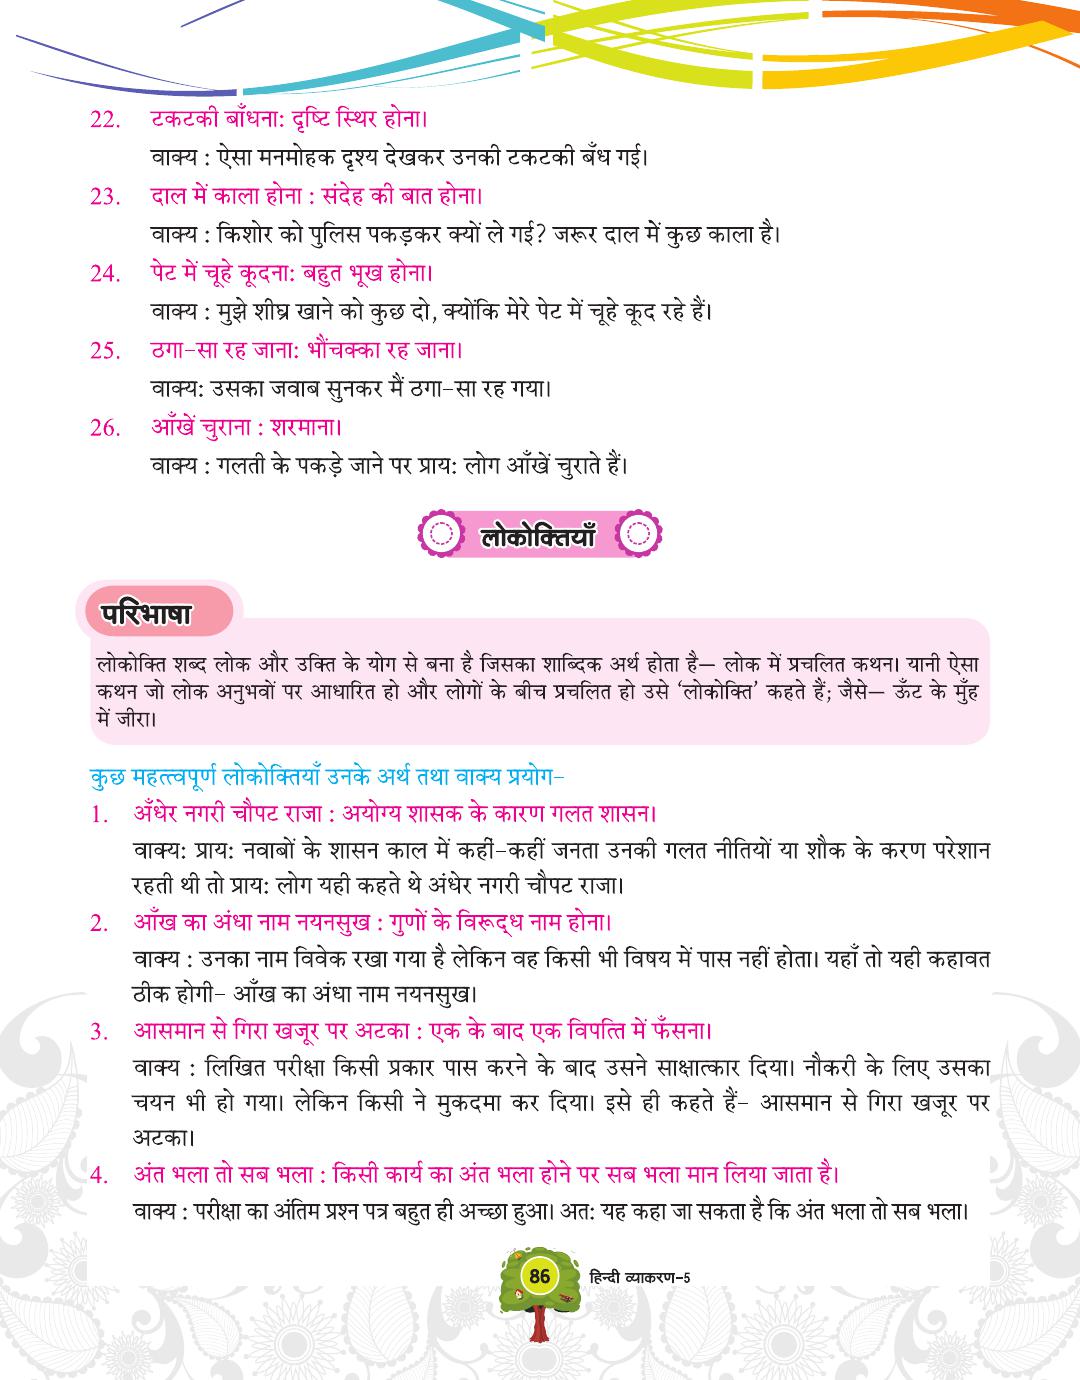 22. टकटकी बाँधना: दृष्टि स्थिर होना।
वाक्य : ऐसा मनमोहक दृश्य देखकर उनकी टकटकी बँध गई।
23. दाल में काला होना : संदेह की बात होना।
वाक्य : किशोर को पुलिस पकड़कर क्यों ले गई? जरूर दाल में कुछ काला है।
24. पेट में चूहे कूदना: बहुत भूख होना।
वाक्य : मुझे शीघ्र खाने को कुछ दो, क्योंकि मेरे पेट में चूहे कूद रहे हैं।
25. ठगा-सा रह जाना: भौंचक्का रह जाना।
वाक्य: उसका जवाब सुनकर मैं ठगा-सा रह गया।
26. आँखें चुराना : शरमाना।
वाक्य : गलती के पकड़े जाने पर प्राय: लोग आँखें चुराते हैं।
लोकोक्तियाँ
परिभाषा
लोकोक्ति शब्द लोक और उक्ति के योग से बना है जिसका शाब्दिक अर्थ होता है— लोक में प्रचलित कथन। यानी ऐसा
कथन जो लोक अनुभवों पर आधारित हो और लोगों के बीच प्रचलित हो उसे ‘लोकोक्ति’ कहते हैं; जैसे— ऊँट के मुँह
में जीरा।
कुछ महत्त्वपूर्ण लोकोक्तियाँ उनके अर्थ तथा वाक्य प्रयोग-
1. अँधेर नगरी चौपट राजा : अयोग्य शासक के कारण गलत शासन।
वाक्य: प्राय: नवाबों के शासन काल में कहीं-कहीं जनता उनकी गलत नीतियों या शौक के करण परेशान
रहती थी तो प्राय: लोग यही कहते थे अंधेर नगरी चौपट राजा।
2. आँख का अंधा नाम नयनसुख : गुणों के विरूद्ध नाम होना।
वाक्य : उनका नाम विवेक रखा गया है लेकिन वह किसी भी विषय में पास नहीं होता। यहाँ तो यही कहावत
ठीक होगी- आँख का अंधा नाम नयनसुख।
3. आसमान से गिरा खजूर पर अटका : एक के बाद एक विपत्ति में फँसना।
वाक्य : लिखित परीक्षा किसी प्रकार पास करने के बाद उसने साक्षात्कार दिया। नौकरी के लिए उसका
चयन भी हो गया। लेकिन किसी ने मुकदमा कर दिया। इसे ही कहते हैं- आसमान से गिरा खजूर पर
अटका।
4. अंत भला तो सब भला : किसी कार्य का अंत भला होने पर सब भला मान लिया जाता है।
वाक्य : परीक्षा का अंतिम प्रश्न पत्र बहुत ही अच्छा हुआ। अत: यह कहा जा सकता है कि अंत भला तो सब भला।
86 हिन्दी व्याकरण-5